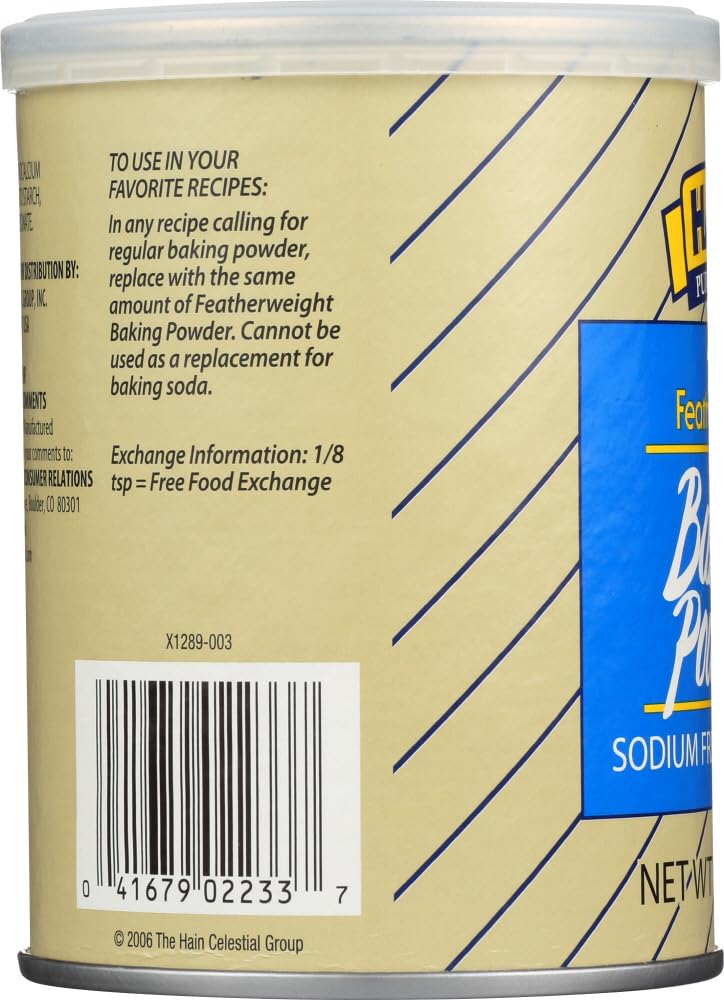 TO USE IN YOUR
FAVORITE RECIPES:
In any recipe calling for
regular baking powder,
replace with the same
amount of Featherweight
Baking Powder. Cannot be
used as a replacement for
baking soda.
Exchange Information: 1/8
tsp = Free Food Exchange
X1289-003
0 41679 02233 7
© 2006 The Hain Celestial Group
DISTRIBUTION BY:
GROUP, INC.
comments to:
RELATIONS
Boulder, CO 80301
SODIUM
NET WT